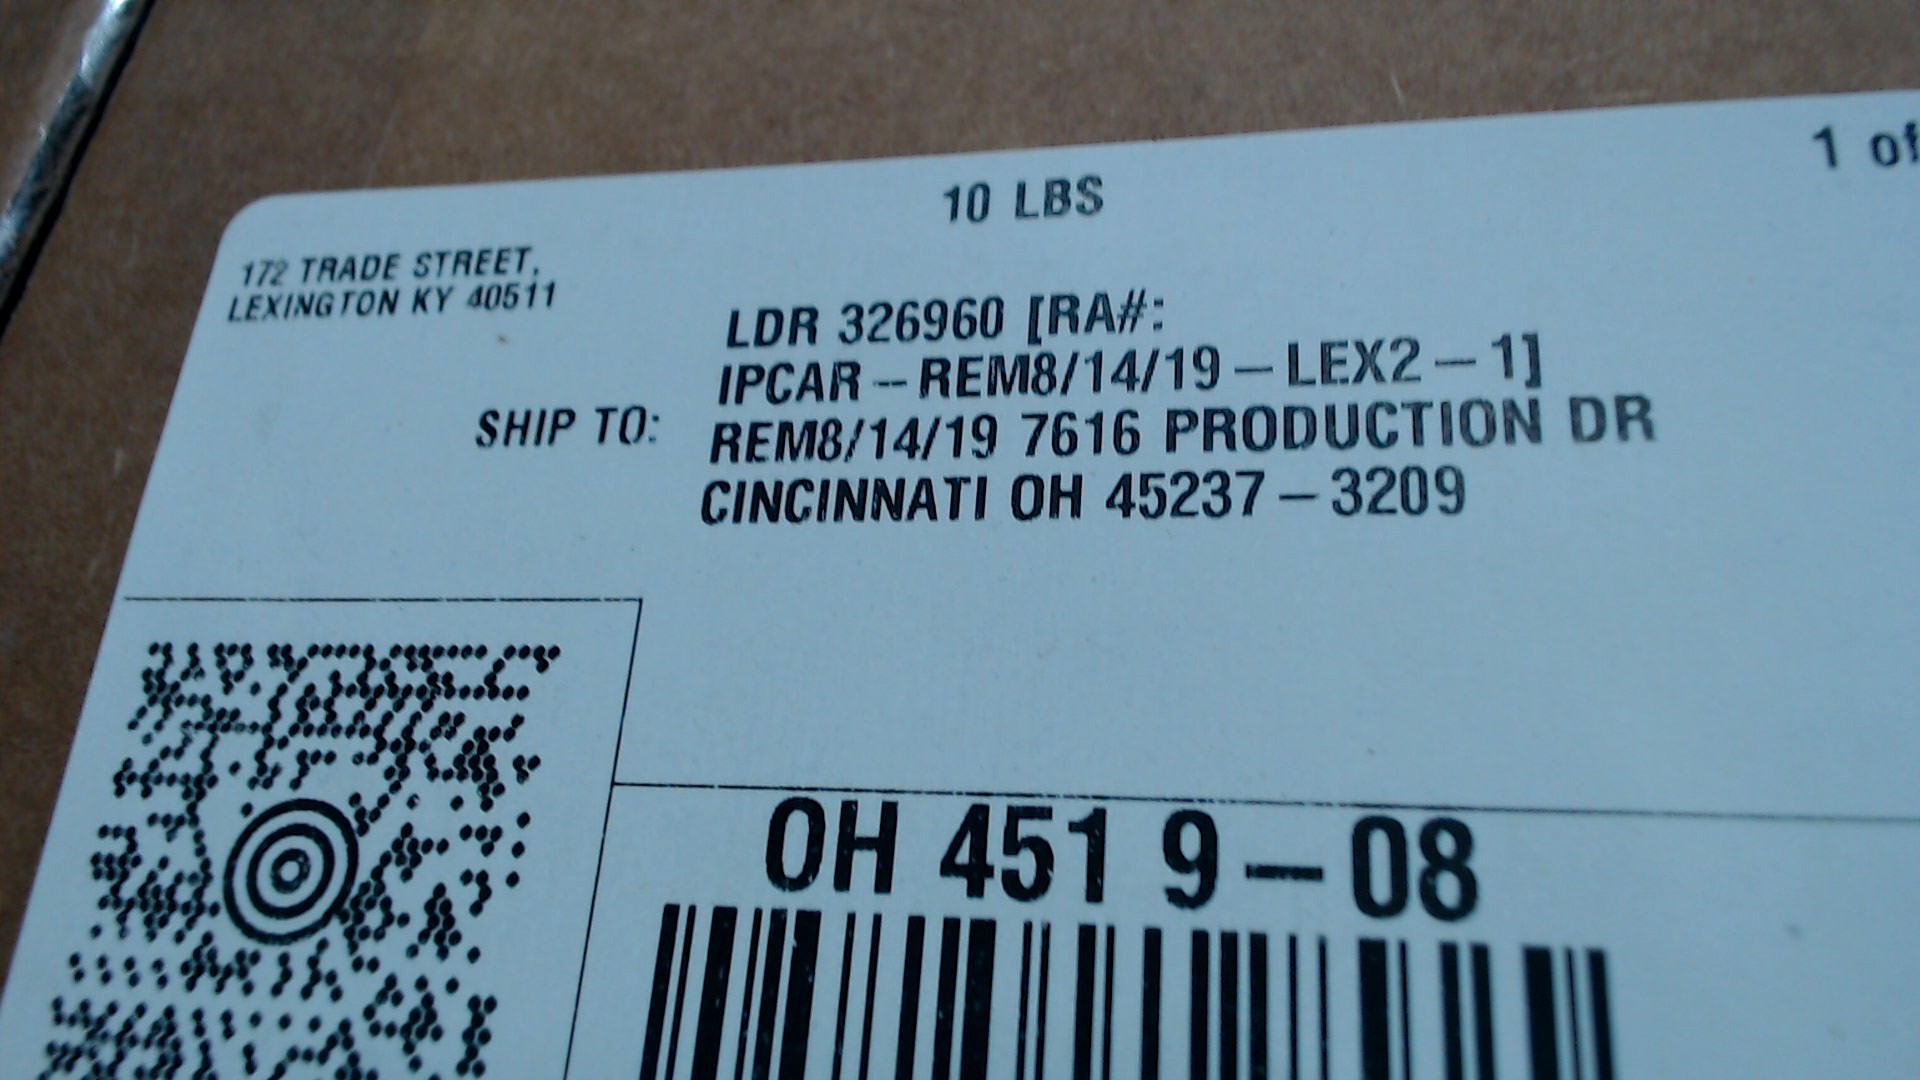 10 LBS
1 of
172 TRADE STREET,
LEXINGTON KY 40511
SHIP TO:
LDR 326960 [RA#:
IPCAR – REM8/14/19 – LEX2 – 1]
REM8/14/19 7616 PRODUCTION DR
CINCINNATI OH 45237 – 3209
OH 451 9 – 08